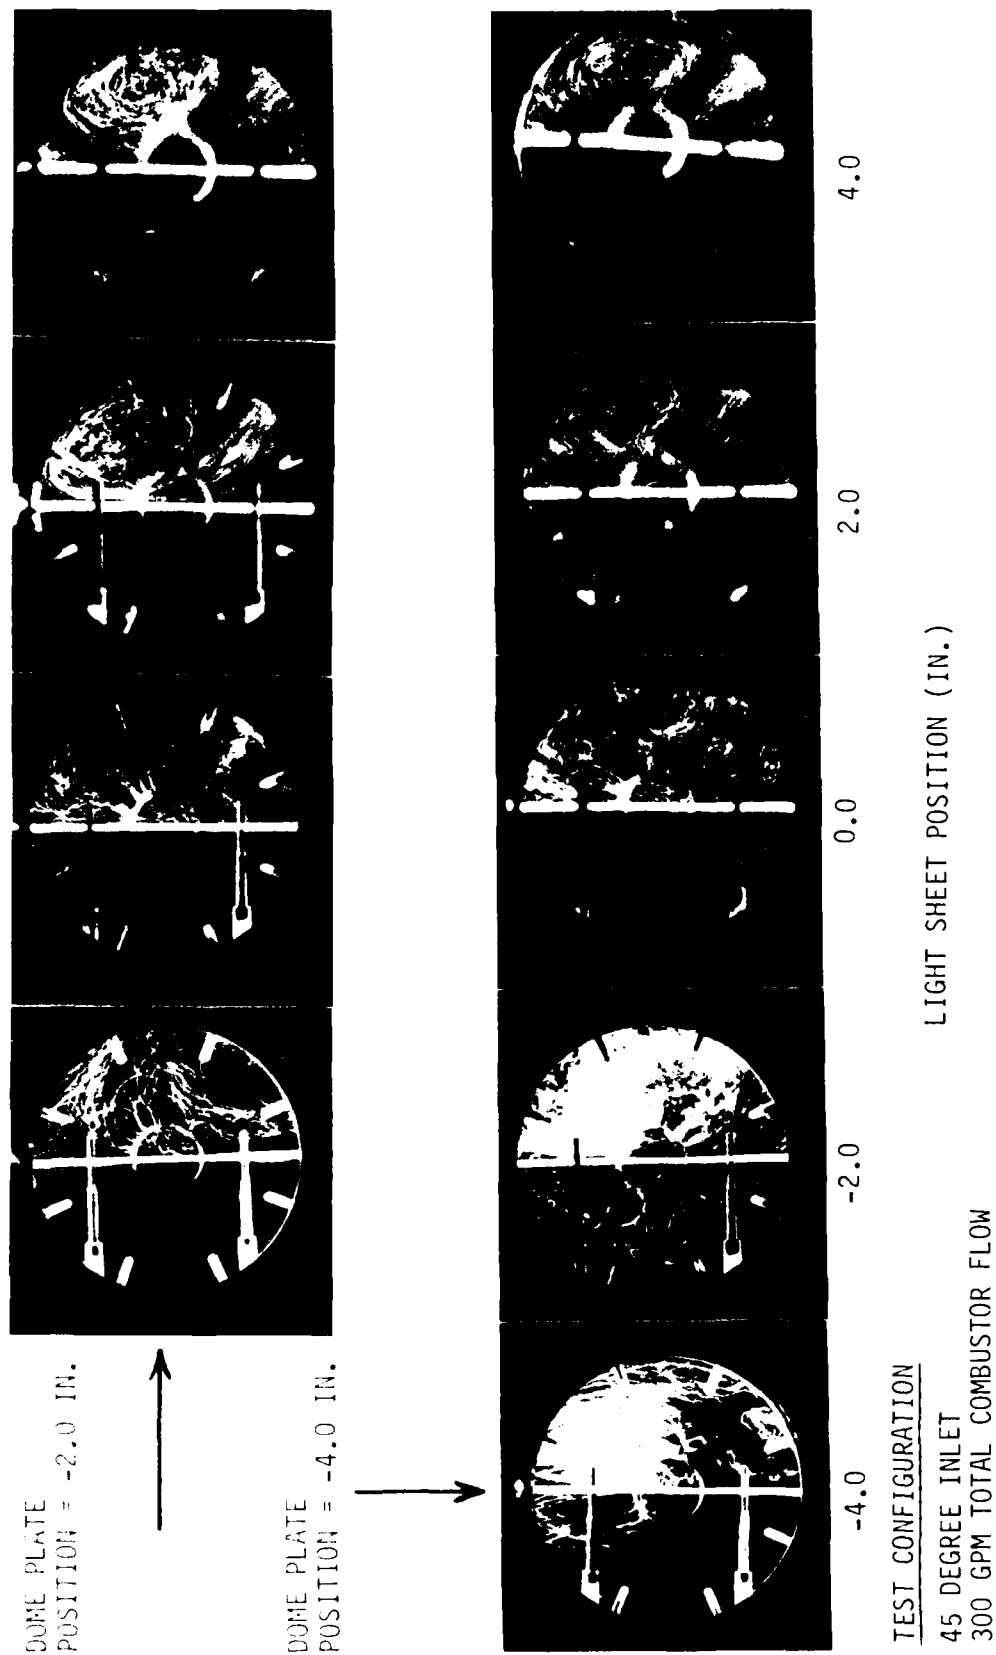 DOME PLATE
POSITION = -2.0 IN.
DOME PLATE
POSITION = -4.0 IN.
-4.0
-2.0
0.0
2.0
4.0
LIGHT SHEET POSITION (IN.)
TEST CONFIGURATION
45 DEGREE INLET
300 GPM TOTAL COMBUSTOR FLOW